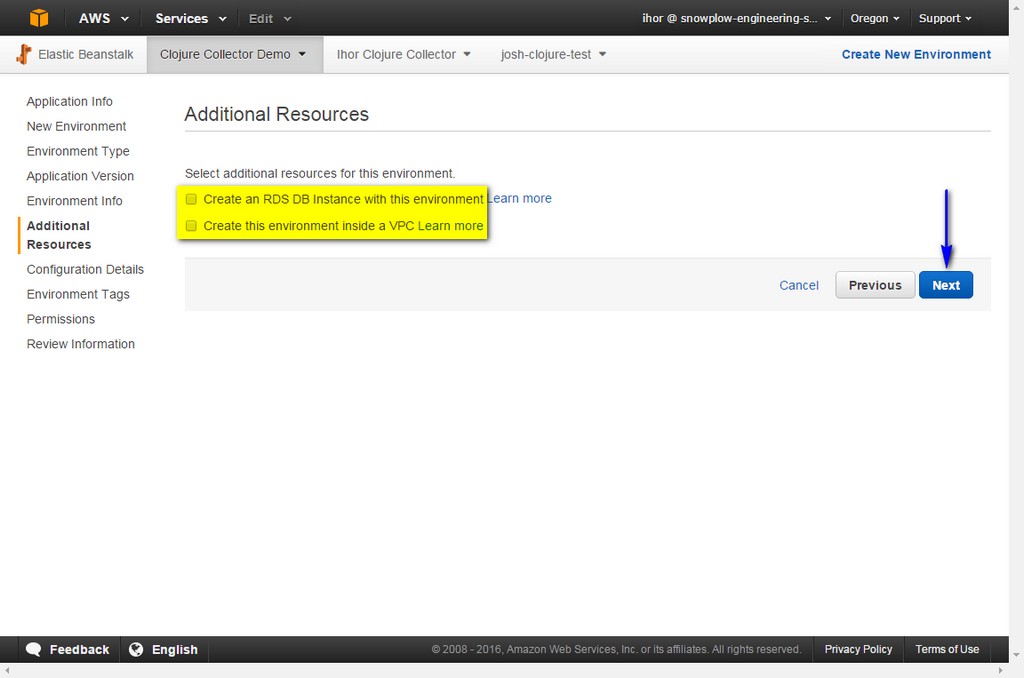 AWS Services Edit ihor @ snowplow-engineering-s... Oregon Support
Elastic Beanstalk Clojure Collector Demo Ihor Clojure Collector josh-clojure-test Create New Environment
Application Info
New Environment
Environment Type
Application Version
Environment Info
Additional
Resources
Configuration Details
Environment Tags
Permissions
Review Information
Additional Resources
Select additional resources for this environment.
Create an RDS DB Instance with this environment Learn more
Create this environment inside a VPC Learn more
Cancel Previous Next
Feedback English © 2008 - 2016, Amazon Web Services, Inc. or its affiliates. All rights reserved. Privacy Policy Terms of Use